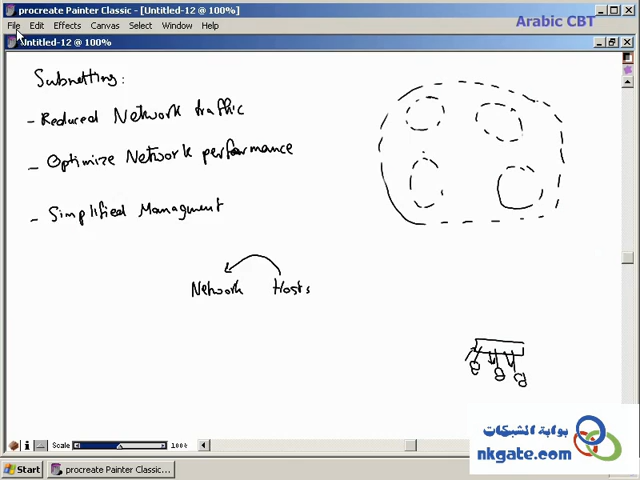 procreate Painter Classic - [Untitled-12 @ 100%]
Arabic CBT
File Edit Effects Canvas Select Window Help
Untitled-12 @ 100%
Subnetting:
- Reduced Network traffic
- Optimize Network performance
- Simplified Managment
Network Hosts
Scale 100%
بوابة الشبكات
nkgate.com
Start procreate Painter Classic...